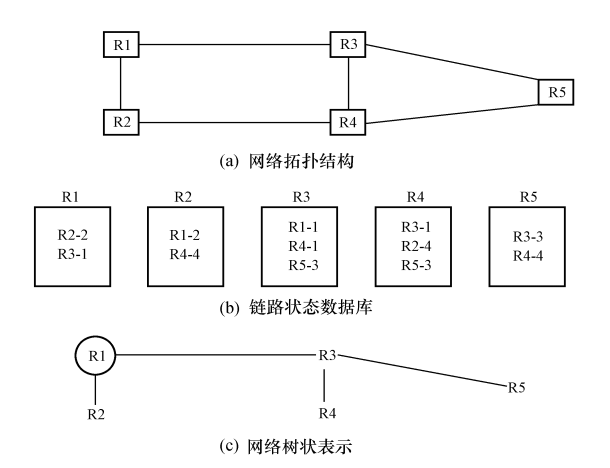 R1 R3
R5
R2 R4
(a) 网络拓扑结构
R1 R2 R3 R4 R5
R2-2
R3-1
R1-2
R4-4
R1-1
R4-1
R5-3
R3-1
R2-4
R5-3
R3-3
R4-4
(b) 链路状态数据库
R1 R3
R5
R2 R4
(c) 网络树状表示